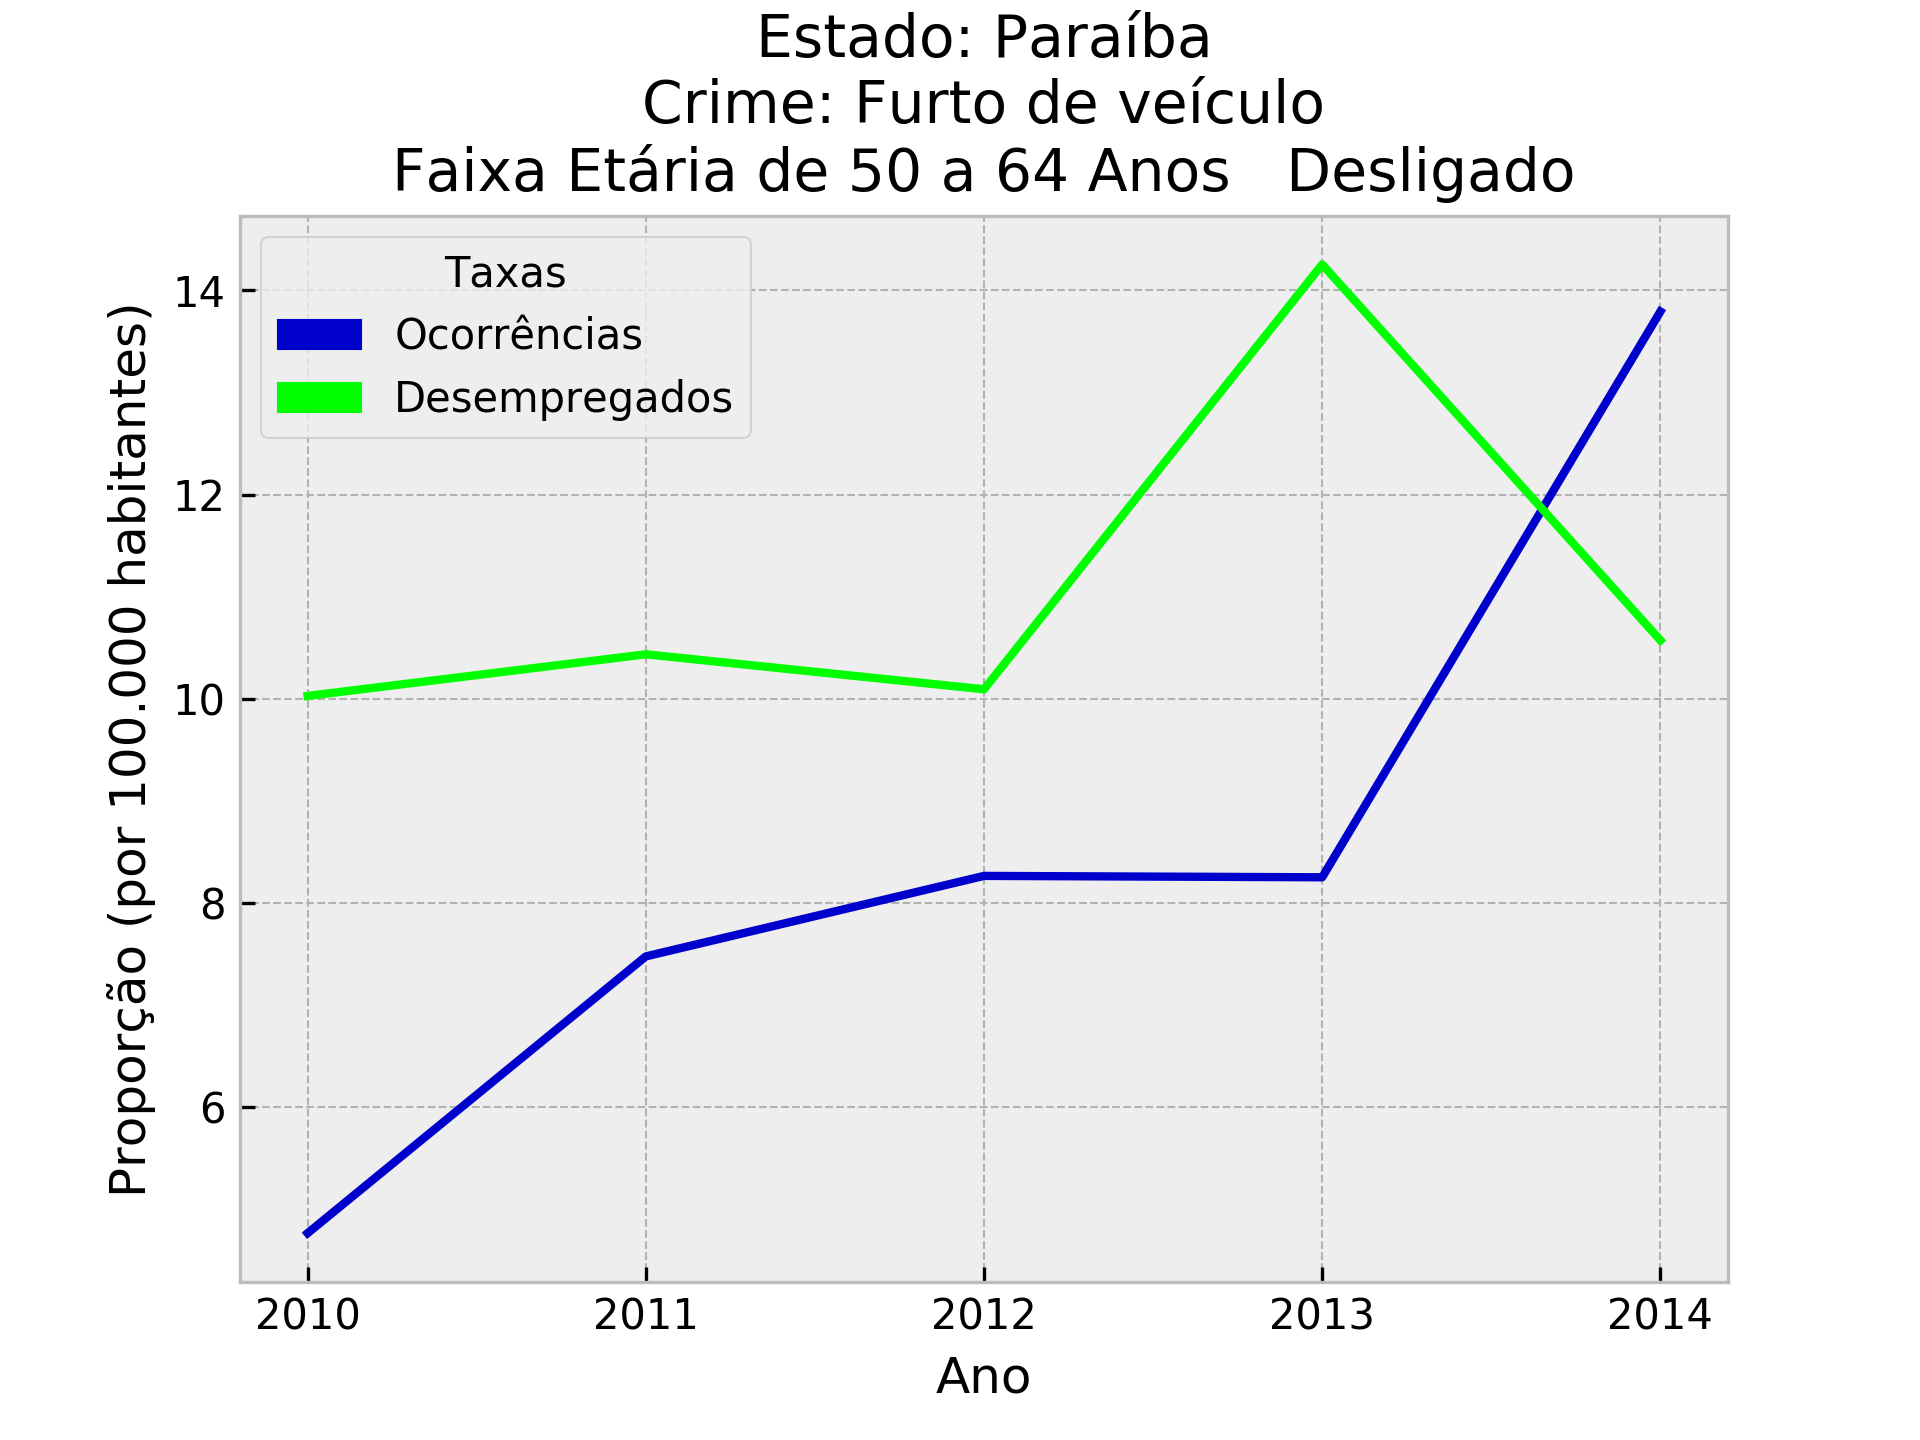 Estado: Paraíba
Crime: Furto de veículo
Faixa Etária de 50 a 64 Anos   Desligado
Taxas
Ocorrências
Desempregados
Proporção (por 100.000 habitantes)
14
12
10
8
6
2010 2011 2012 2013 2014
Ano